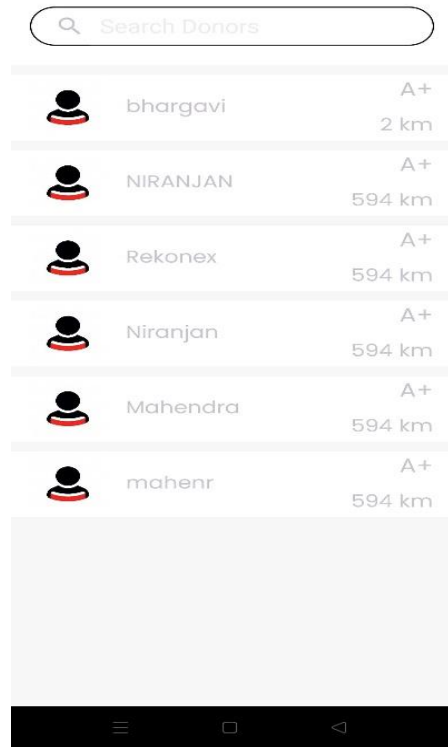 Search Donors
bhargavi
A+
2 km
NIRANJAN
A+
594 km
Rekonex
A+
594 km
Niranjan
A+
594 km
Mahendra
A+
594 km
mahenr
A+
594 km